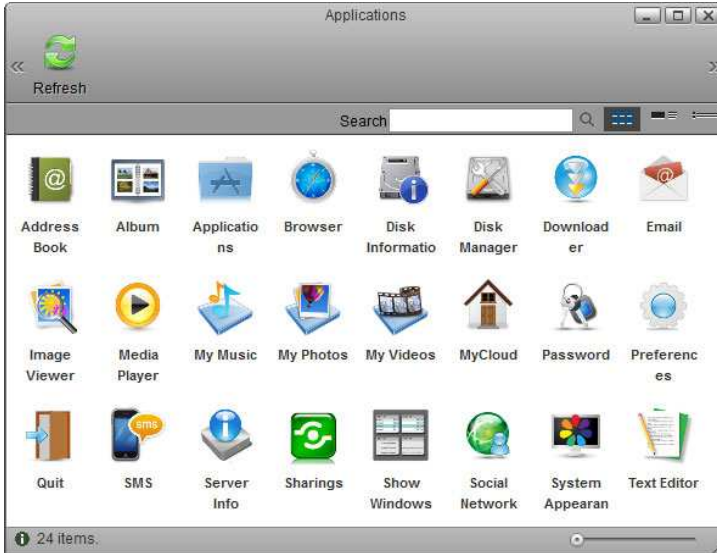 Applications
Refresh
Search
Address Book
Album
Applicatio
ns
Browser
Disk Informatio
Disk Manager
Download
er
Email
Image Viewer
Media Player
My Music
My Photos
My Videos
MyCloud
Password
Preferenc
es
Quit
sms
SMS
Server Info
Sharings
Show Windows
Social Network
System Appearan
Text Editor
24 items.